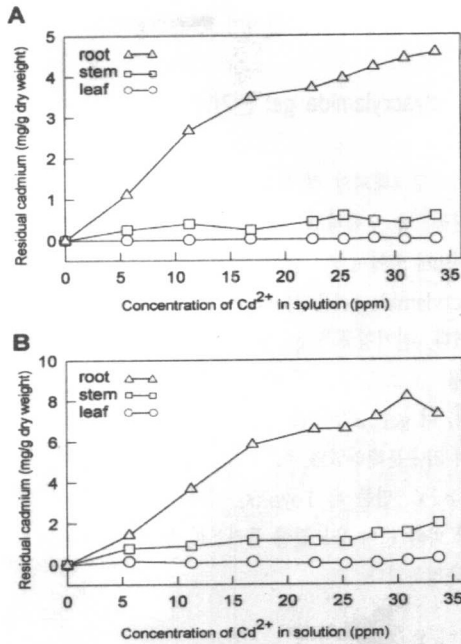 A
Residual cadmium (mg/g dry weight)
5
4
3
2
1
0
root
stem
leaf
0 5 10 15 20 25 30 35
Concentration of Cd2+ in solution (ppm)
B
Residual cadmium (mg/g dry weight)
10
8
6
4
2
0
root
stem
leaf
0 5 10 15 20 25 30 35
Concentration of Cd2+ in solution (ppm)